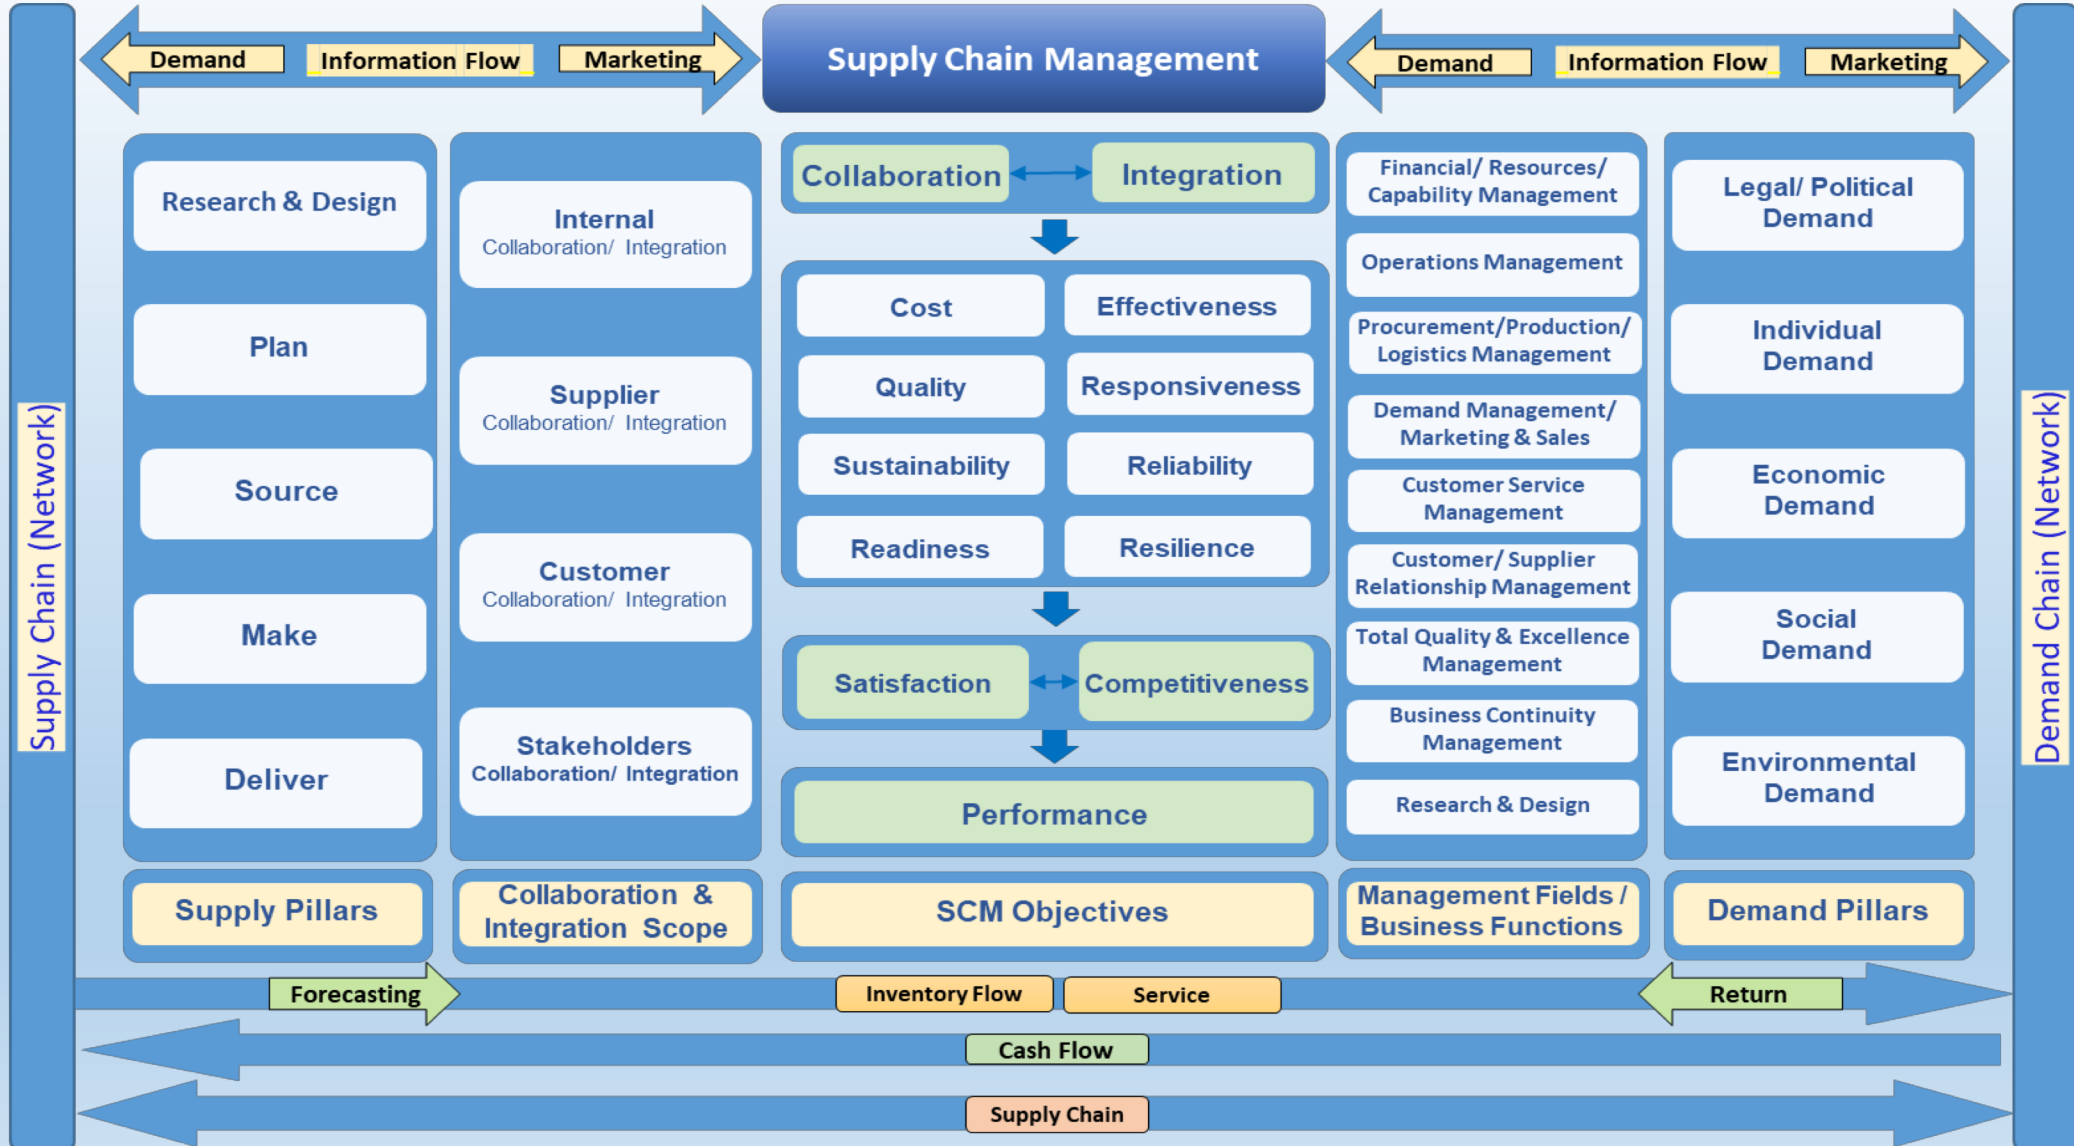 Supply Chain (Network)
Demand
Information Flow
Marketing
Supply Chain Management
Demand
Information Flow
Marketing
Demand Chain (Network)
Research & Design
Plan
Source
Make
Deliver
Supply Pillars
Internal
Collaboration/ Integration
Supplier
Collaboration/ Integration
Customer
Collaboration/ Integration
Stakeholders
Collaboration/ Integration
Collaboration &
Integration Scope
Collaboration
Integration
Cost
Effectiveness
Quality
Responsiveness
Sustainability
Reliability
Readiness
Resilience
Satisfaction
Competitiveness
Performance
SCM Objectives
Financial/ Resources/
Capability Management
Operations Management
Procurement/Production/
Logistics Management
Demand Management/
Marketing & Sales
Customer Service
Management
Customer/ Supplier
Relationship Management
Total Quality & Excellence
Management
Business Continuity
Management
Research & Design
Management Fields /
Business Functions
Legal/ Political
Demand
Individual
Demand
Economic
Demand
Social
Demand
Environmental
Demand
Demand Pillars
Forecasting
Inventory Flow
Service
Return
Cash Flow
Supply Chain